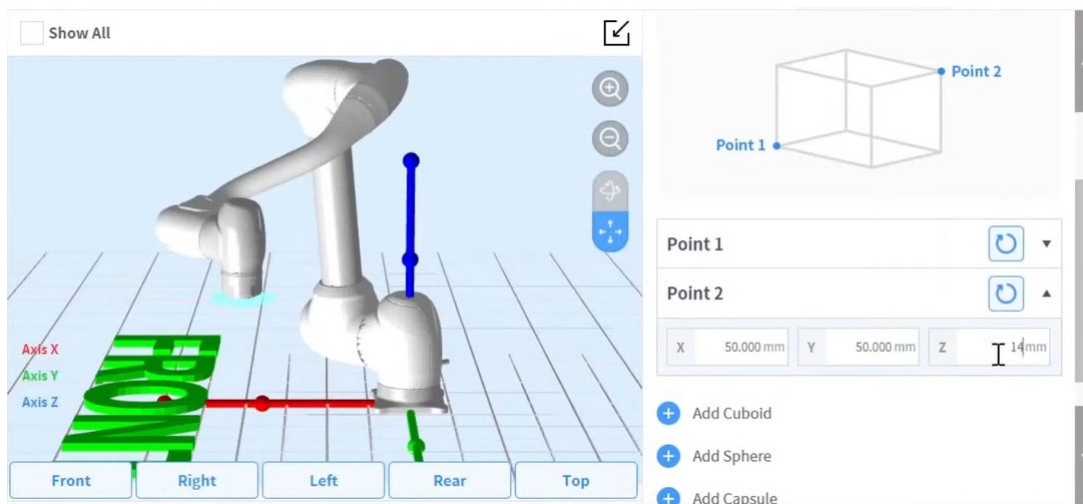 Show All
Point 2
Point 1
Point 1
Point 2
X 50.000 mm Y 50.000 mm Z 14mm
Axis X
Axis Y
Axis Z
FRONT
Add Cuboid
Add Sphere
Add Capsule
Front Right Left Rear Top